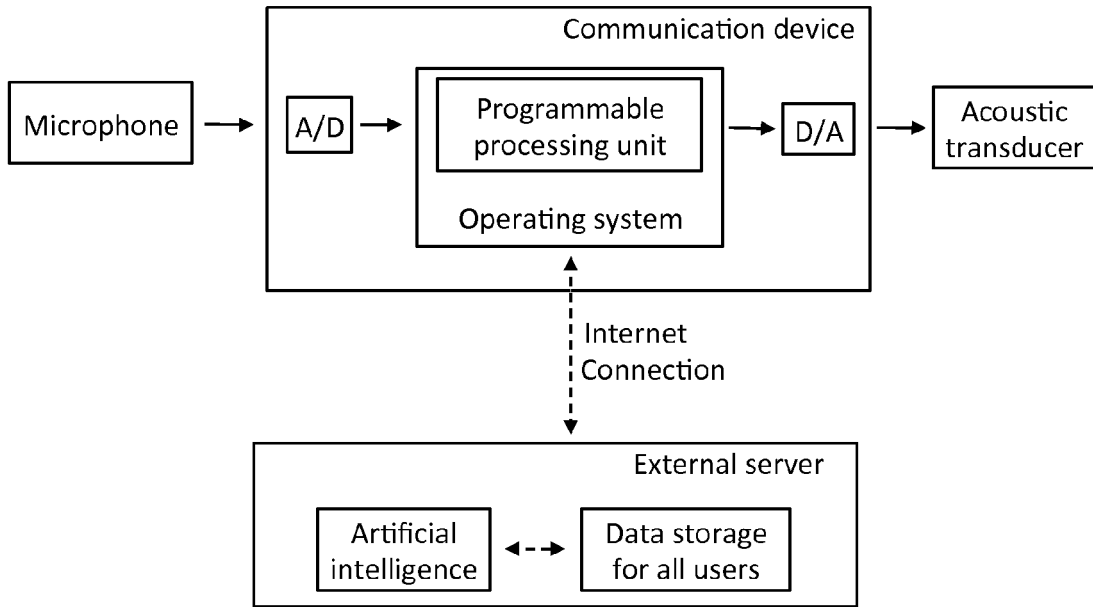 Communication device
Microphone
A/D
Programmable
processing unit
Operating system
D/A
Acoustic
transducer
Internet
Connection
External server
Artificial
intelligence
Data storage
for all users